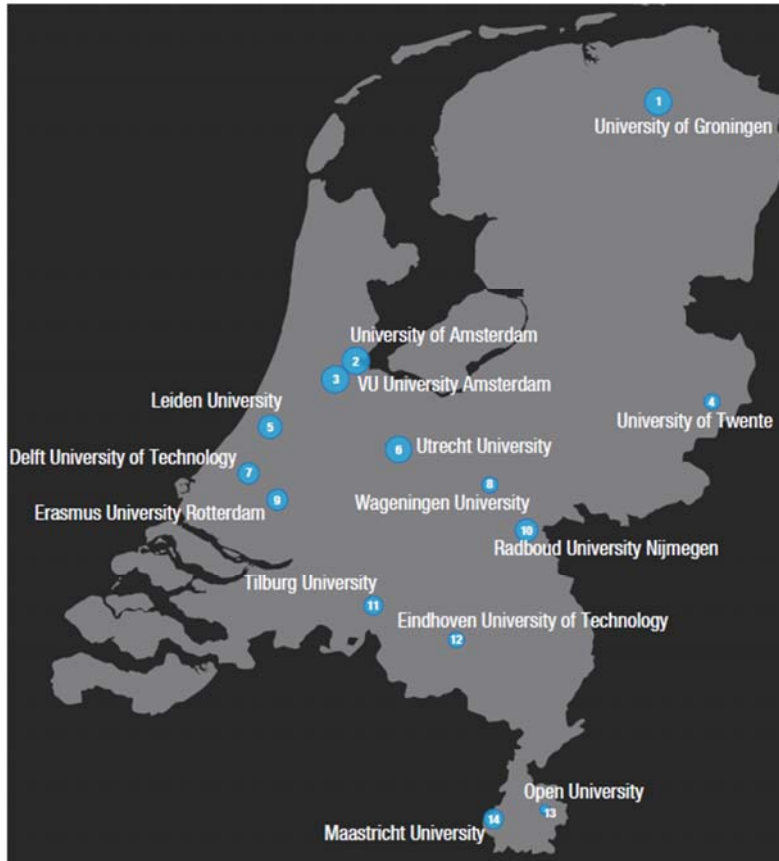 1
University of Groningen
University of Amsterdam
2
3
VU University Amsterdam
Leiden University
4
5
University of Twente
6
Utrecht University
Delft University of Technology
7
8
Wageningen University
9
Erasmus University Rotterdam
10
Radboud University Nijmegen
Tilburg University
11
Eindhoven University of Technology
12
Open University
13
14
Maastricht University